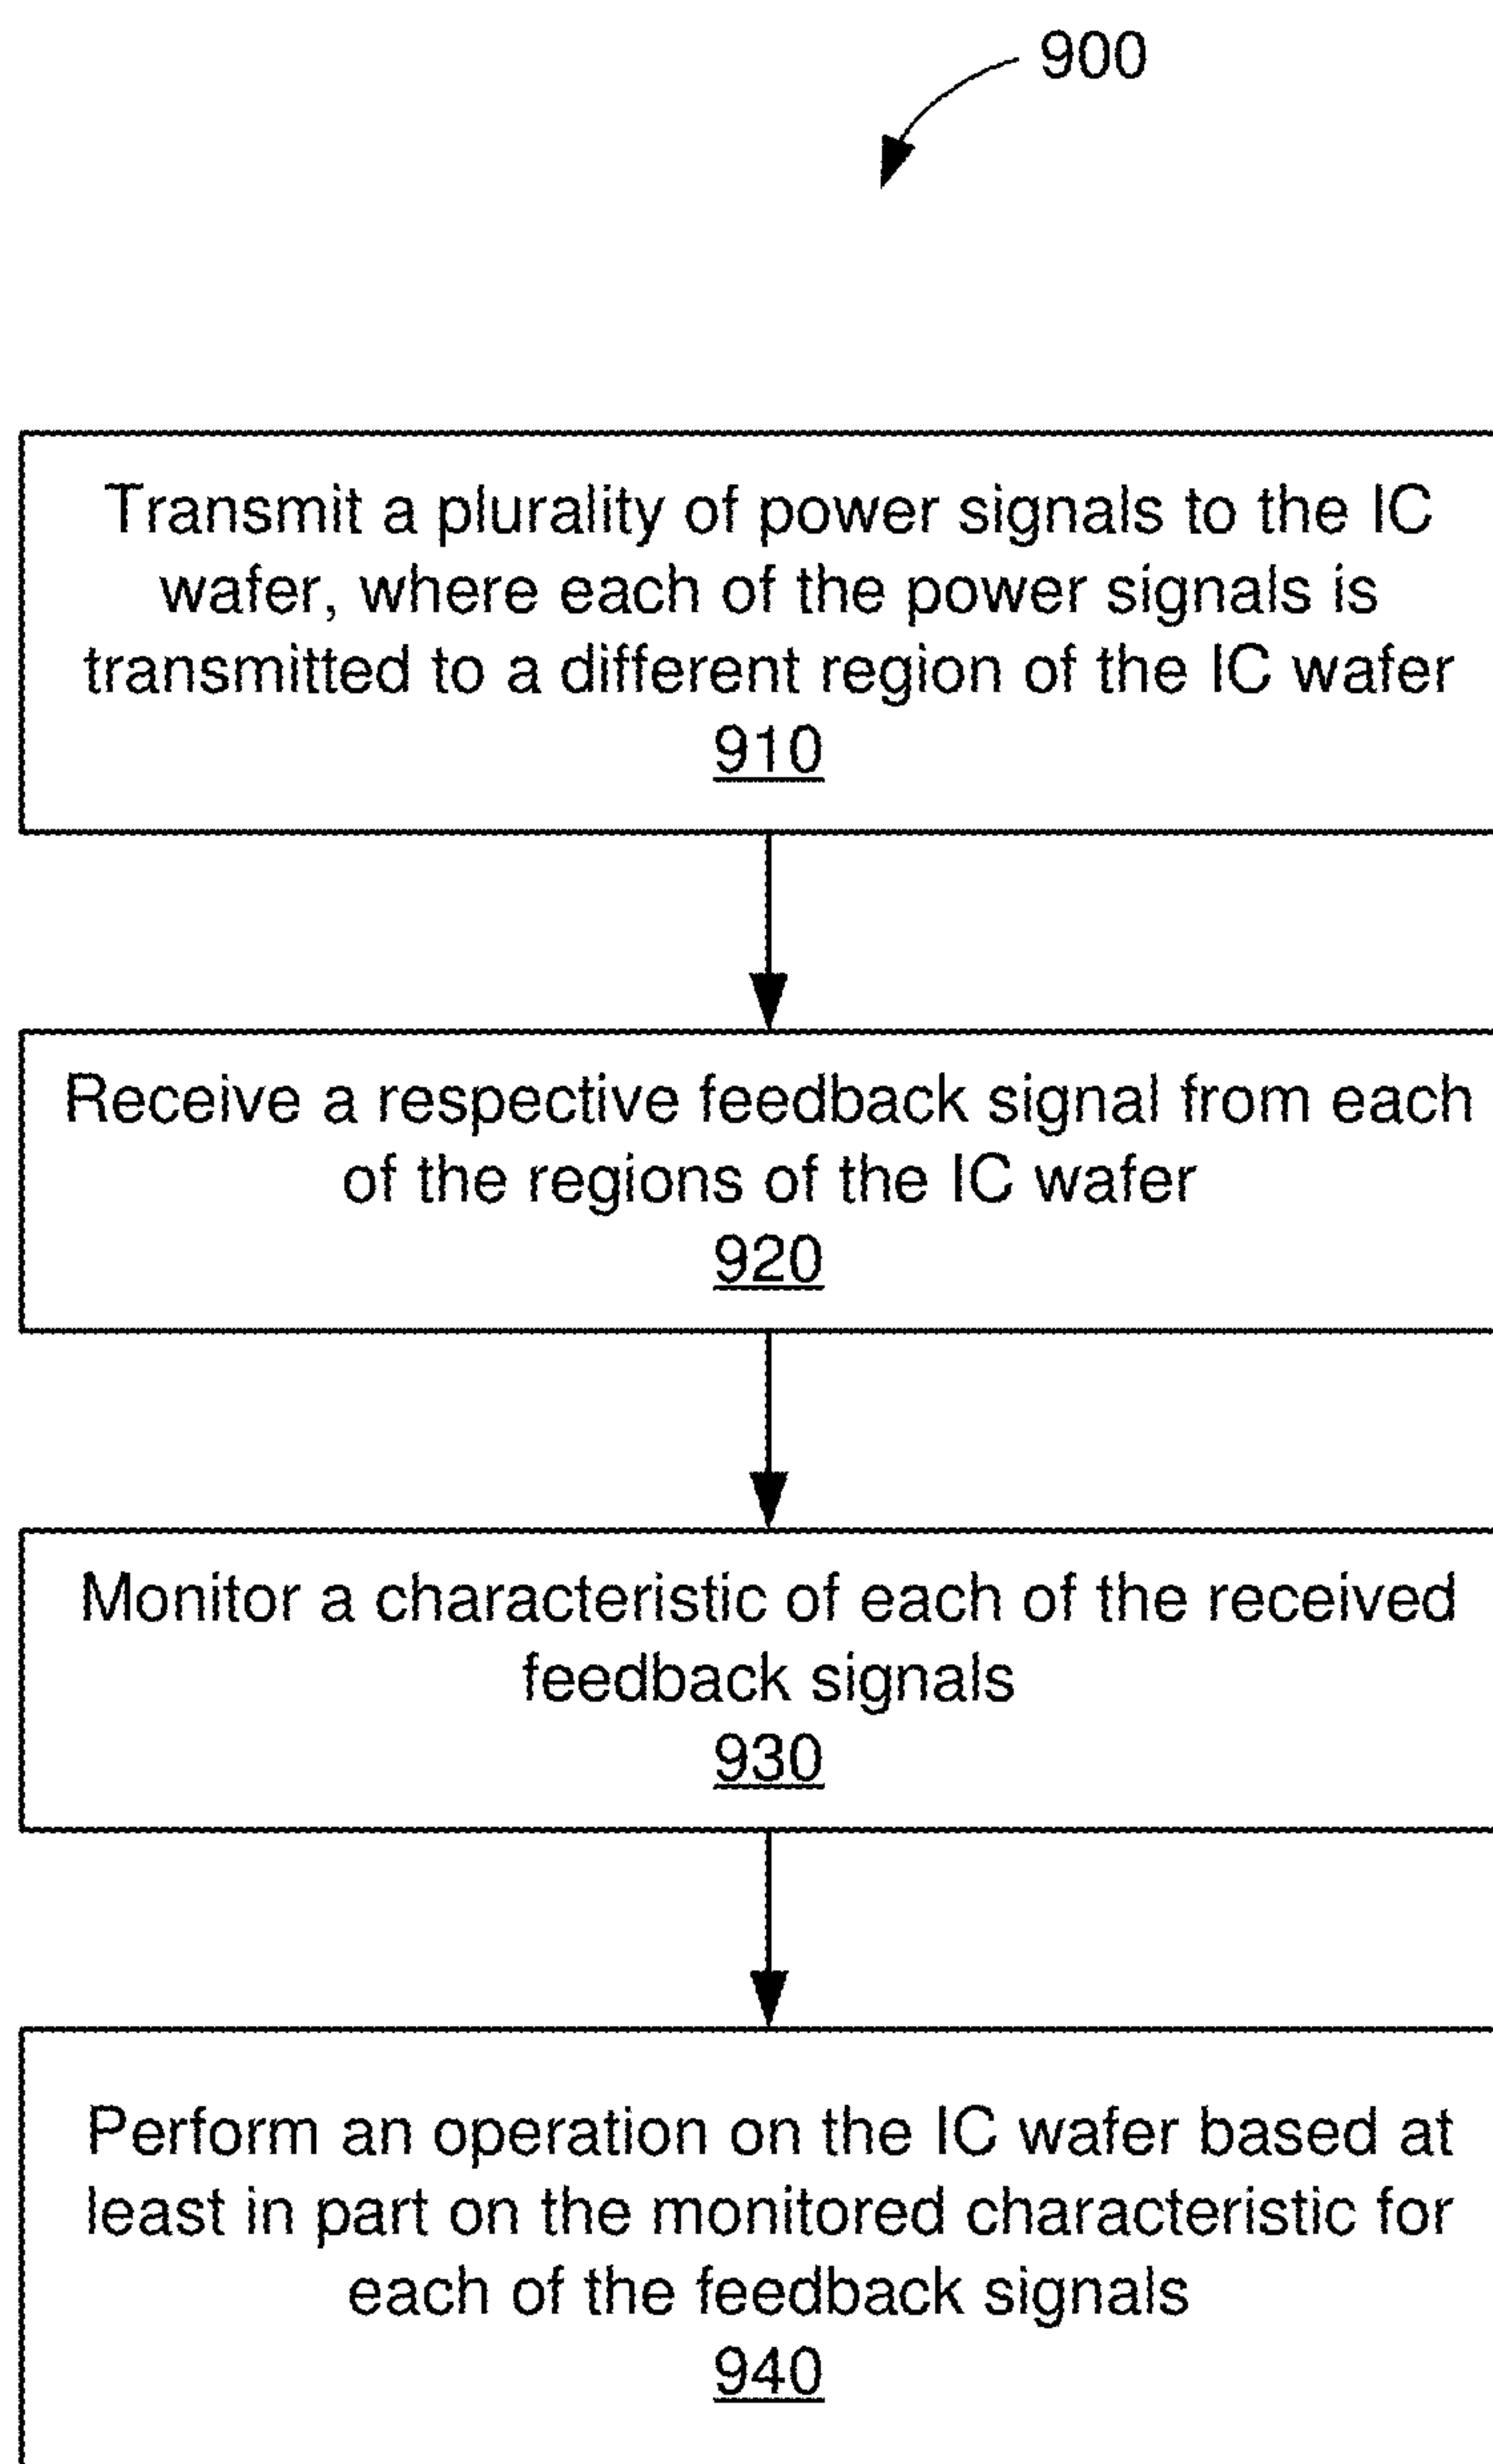 900
Transmit a plurality of power signals to the IC
wafer, where each of the power signals is
transmitted to a different region of the IC wafer
910
Receive a respective feedback signal from each
of the regions of the IC wafer
920
Monitor a characteristic of each of the received
feedback signals
930
Perform an operation on the IC wafer based at
least in part on the monitored characteristic for
each of the feedback signals
940